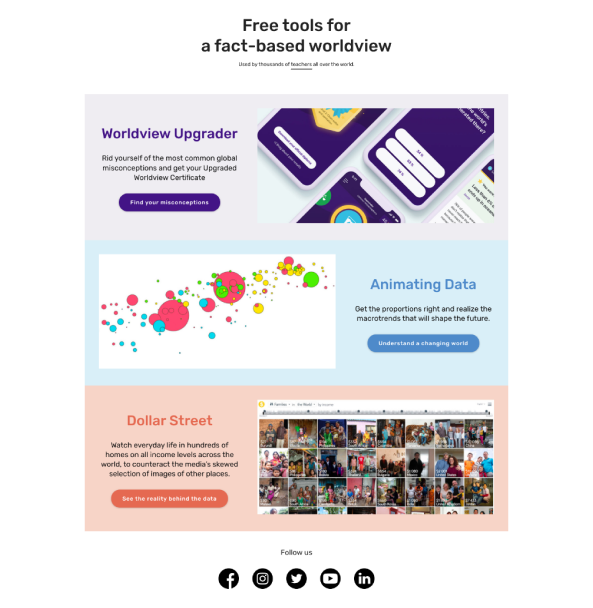 Free tools for
a fact-based worldview
Used by thousands of teachers all over the world.
Worldview Upgrader
Rid yourself of the most common global
misconceptions and get your Upgraded
Worldview Certificate
Find your misconceptions
Animating Data
Get the proportions right and realize the
macrotrends that will shape the future.
Understand a changing world
Dollar Street
Watch everyday life in hundreds of
homes on all income levels across the
world, to counteract the media's skewed
selection of images of other places.
See the reality behind the data
Follow us